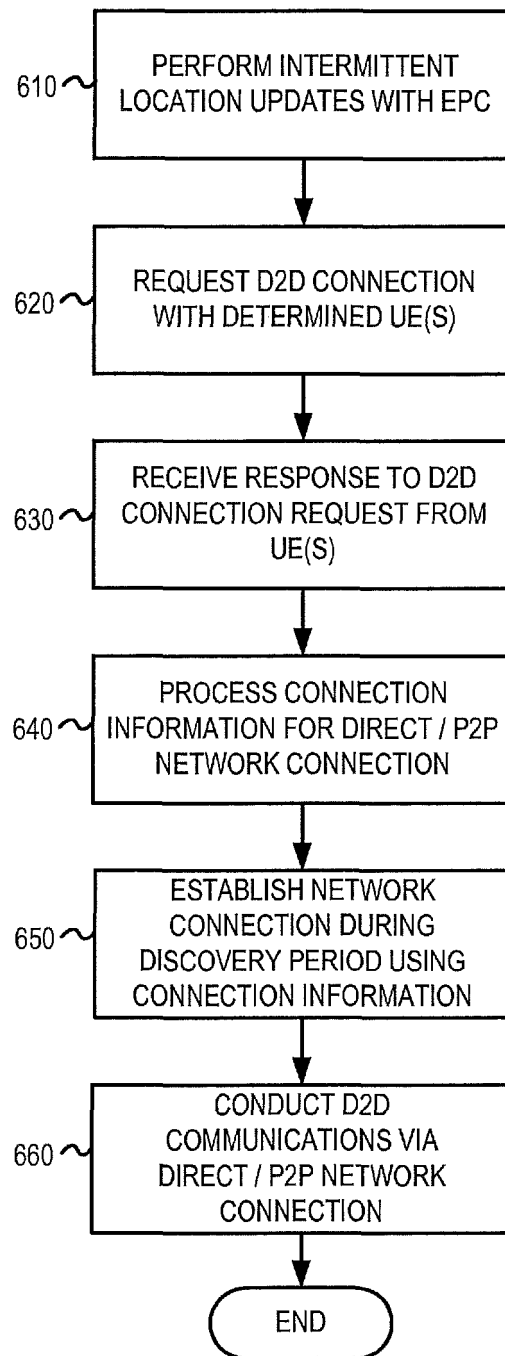 610
PERFORM INTERMITTENT
LOCATION UPDATES WITH EPC
620
REQUEST D2D CONNECTION
WITH DETERMINED UE(S)
630
RECEIVE RESPONSE TO D2D
CONNECTION REQUEST FROM
UE(S)
640
PROCESS CONNECTION
INFORMATION FOR DIRECT / P2P
NETWORK CONNECTION
650
ESTABLISH NETWORK
CONNECTION DURING
DISCOVERY PERIOD USING
CONNECTION INFORMATION
660
CONDUCT D2D
COMMUNICATIONS VIA
DIRECT / P2P NETWORK
CONNECTION
END